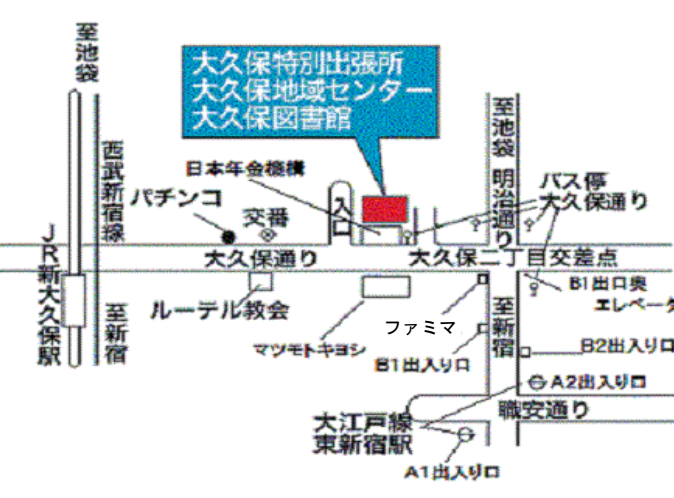 至池袋
大久保特別出張所
大久保地域センター
大久保図書館
至池袋
西武新宿線
日本年金機構
パチンコ
交番
入口
明治通り
バス停
大久保通り
大久保通り
大久保二丁目交差点
JR新大久保駅
至新宿
ルーテル教会
マツモトキヨシ
ファミマ
B1出入り口
至新宿
B1出口奥
エレベータ
B2出入り口
A2出入り口
職安通り
大江戸線
東新宿駅
A1出入り口